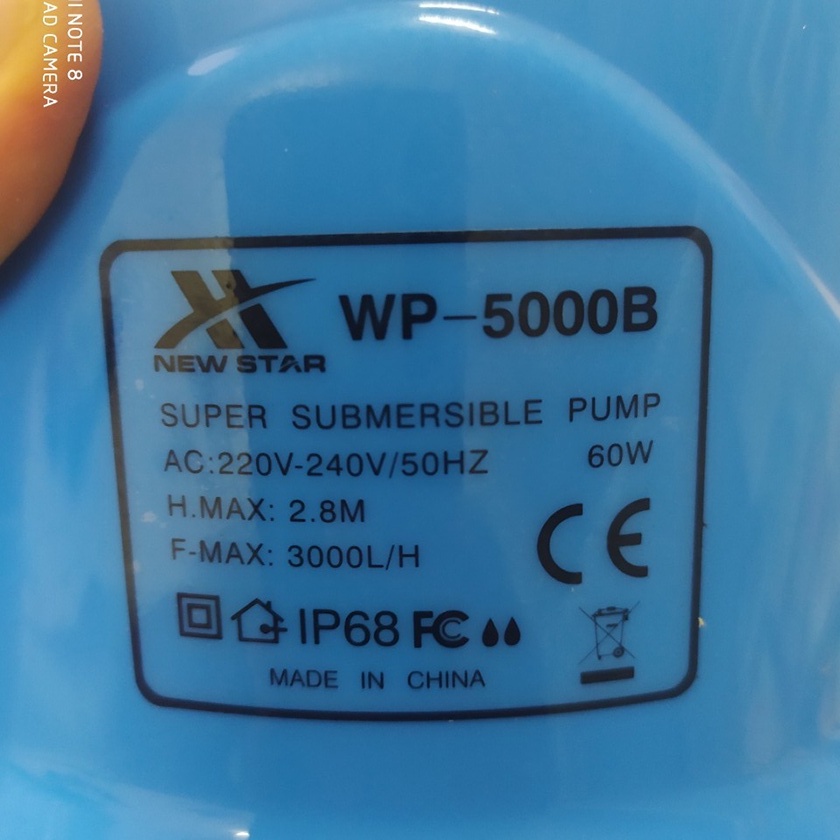 I NOTE 8
AD CAMERA
NEW STAR
WP-5000B
SUPER SUBMERSIBLE PUMP
AC:220V-240V/50HZ 60W
H.MAX: 2.8M
F-MAX: 3000L/H
CE
IP68 FC
MADE IN CHINA